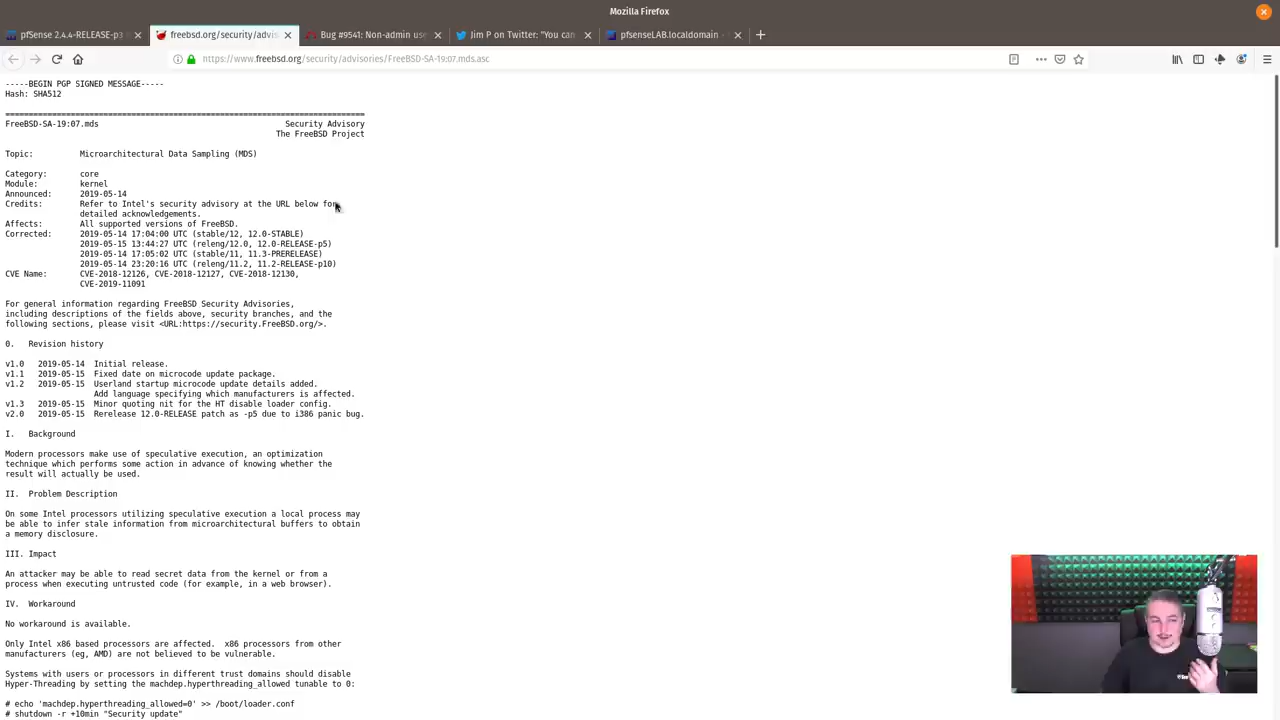 Mozilla Firefox
pfSense 2.4.4-RELEASE-p3
freebsd.org/security/advis
Bug #9541: Non-admin use
Jim P on Twitter: "You can
pfsenseLAB.localdomain -
https://www.freebsd.org/security/advisories/FreeBSD-SA-19:07.mds.asc
-----BEGIN PGP SIGNED MESSAGE-----
Hash: SHA512
=============================================================================
FreeBSD-SA-19:07.mds                                        Security Advisory
The FreeBSD Project
Topic:          Microarchitectural Data Sampling (MDS)
Category:       core
Module:         kernel
Announced:      2019-05-14
Credits:        Refer to Intel's security advisory at the URL below for
detailed acknowledgements.
Affects:        All supported versions of FreeBSD.
Corrected:      2019-05-14 17:04:00 UTC (stable/12, 12.0-STABLE)
2019-05-15 13:44:27 UTC (releng/12.0, 12.0-RELEASE-p5)
2019-05-14 17:05:02 UTC (stable/11, 11.3-PRERELEASE)
2019-05-14 23:20:16 UTC (releng/11.2, 11.2-RELEASE-p10)
CVE Name:       CVE-2018-12126, CVE-2018-12127, CVE-2018-12130,
CVE-2019-11091
For general information regarding FreeBSD Security Advisories,
including descriptions of the fields above, security branches, and the
following sections, please visit <URL:https://security.FreeBSD.org/>.
0.   Revision history
v1.0   2019-05-14  Initial release.
v1.1   2019-05-15  Fixed date on microcode update package.
v1.2   2019-05-15  Userland startup microcode update details added.
Add language specifying which manufacturers is affected.
v1.3   2019-05-15  Minor quoting nit for the HT disable loader config.
v2.0   2019-05-15  Rerelease 12.0-RELEASE patch as -p5 due to i386 panic bug.
I.   Background
Modern processors make use of speculative execution, an optimization
technique which performs some action in advance of knowing whether the
result will actually be used.
II.  Problem Description
On some Intel processors utilizing speculative execution a local process may
be able to infer stale information from microarchitectural buffers to obtain
a memory disclosure.
III. Impact
An attacker may be able to read secret data from the kernel or from a
process when executing untrusted code (for example, in a web browser).
IV.  Workaround
No workaround is available.
Only Intel x86 based processors are affected.  x86 processors from other
manufacturers (eg, AMD) are not believed to be vulnerable.
Systems with users or processors in different trust domains should disable
Hyper-Threading by setting the machdep.hyperthreading_allowed tunable to 0:
# echo 'machdep.hyperthreading_allowed=0' >> /boot/loader.conf
# shutdown -r +10min "Security update"